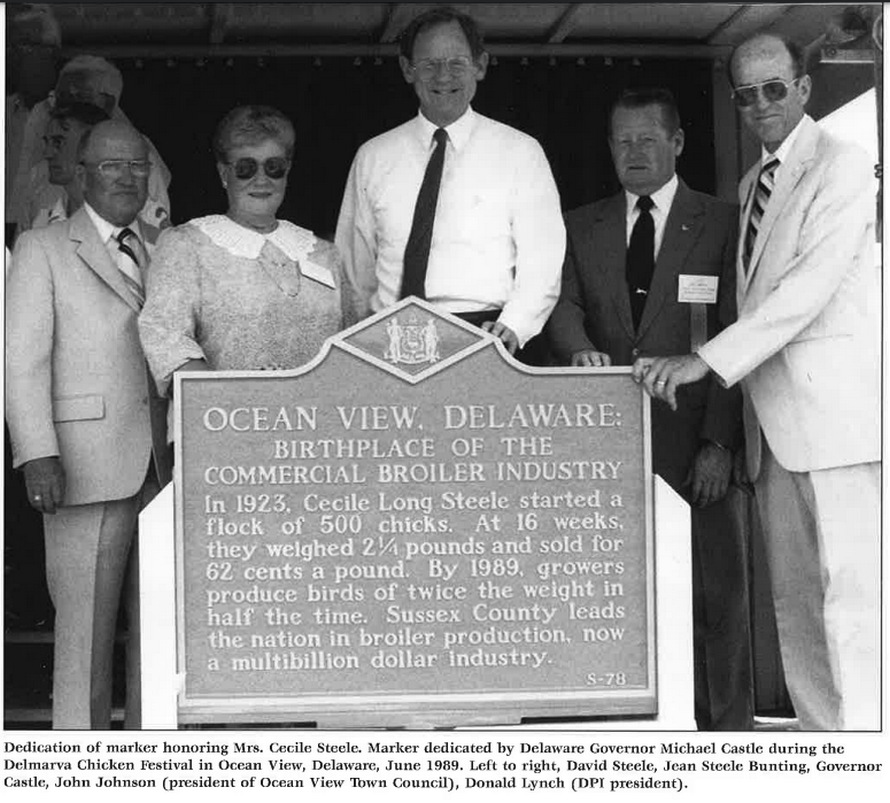 OCEAN VIEW, DELAWARE:
BIRTHPLACE OF THE
COMMERCIAL BROILER INDUSTRY
In 1923, Cecile Long Steele started a
flock of 500 chicks. At 16 weeks,
they weighed 2¼ pounds and sold for
62 cents a pound. By 1989, growers
produce birds of twice the weight in
half the time. Sussex County leads
the nation in broiler production, now
a multibillion dollar industry.
S-78
Dedication of marker honoring Mrs. Cecile Steele. Marker dedicated by Delaware Governor Michael Castle during the
Delmarva Chicken Festival in Ocean View, Delaware, June 1989. Left to right, David Steele, Jean Steele Bunting, Governor
Castle, John Johnson (president of Ocean View Town Council), Donald Lynch (DPI president).